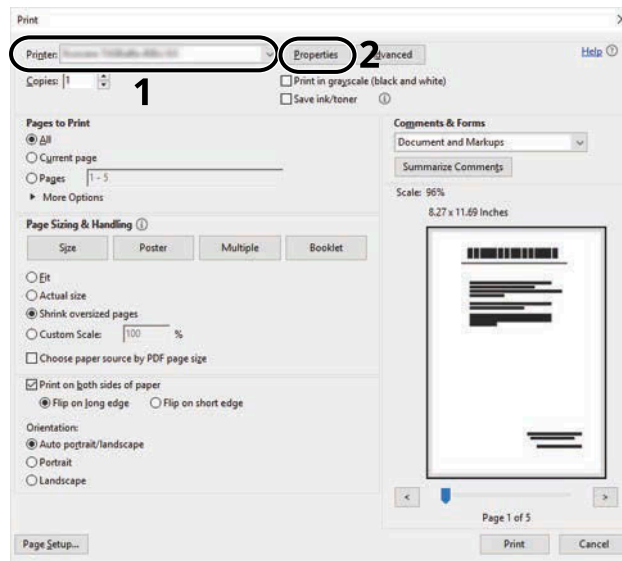 Print
Printer:
Properties
2
Advanced
Help
Copies: 1
1
Print in grayscale (black and white)
Save ink/toner
Pages to Print
All
Current page
Pages 1 - 5
More Options
Comments & Forms
Document and Markups
Summarize Comments
Scale: 96%
8.27 x 11.69 Inches
Page Sizing & Handling
Size Poster Multiple Booklet
Fit
Actual size
Shrink oversized pages
Custom Scale: 100 %
Choose paper source by PDF page size
Print on both sides of paper
Flip on long edge Flip on short edge
Orientation:
Auto portrait/landscape
Portrait
Landscape
< >
Page 1 of 5
Page Setup... Print Cancel